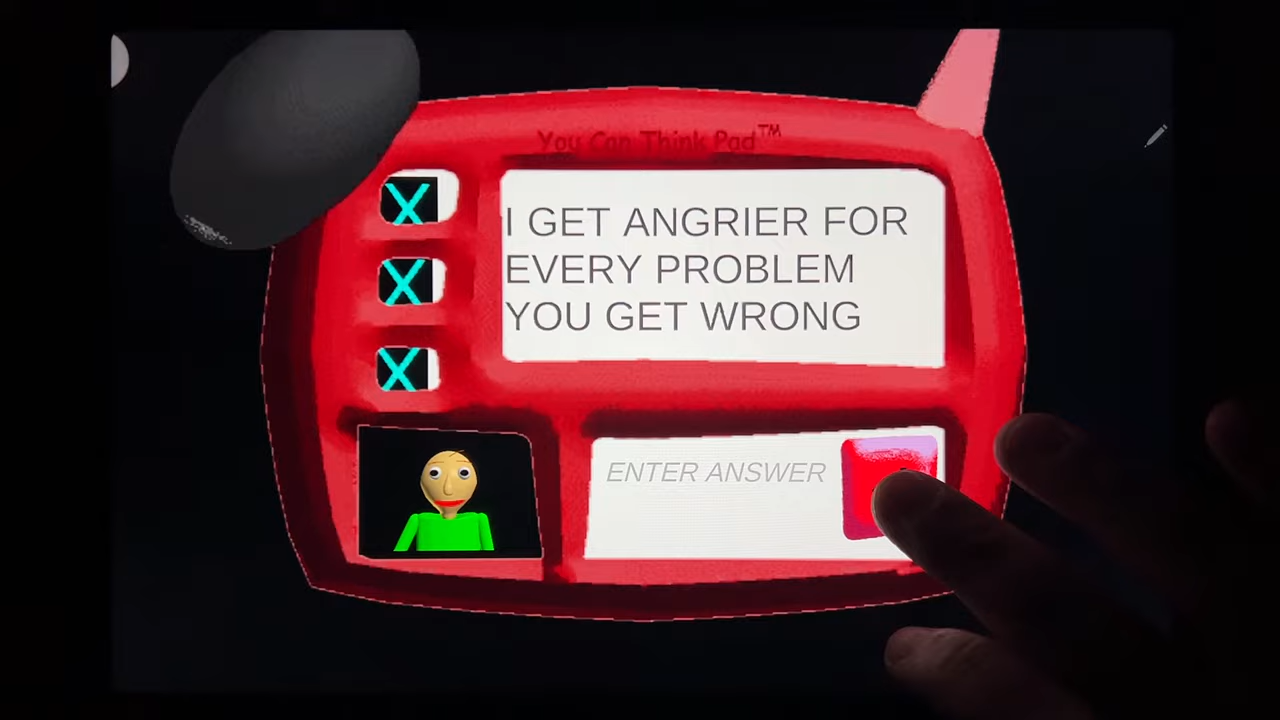 You Can Think Pad™
X
I GET ANGRIER FOR
EVERY PROBLEM
YOU GET WRONG
X
X
ENTER ANSWER